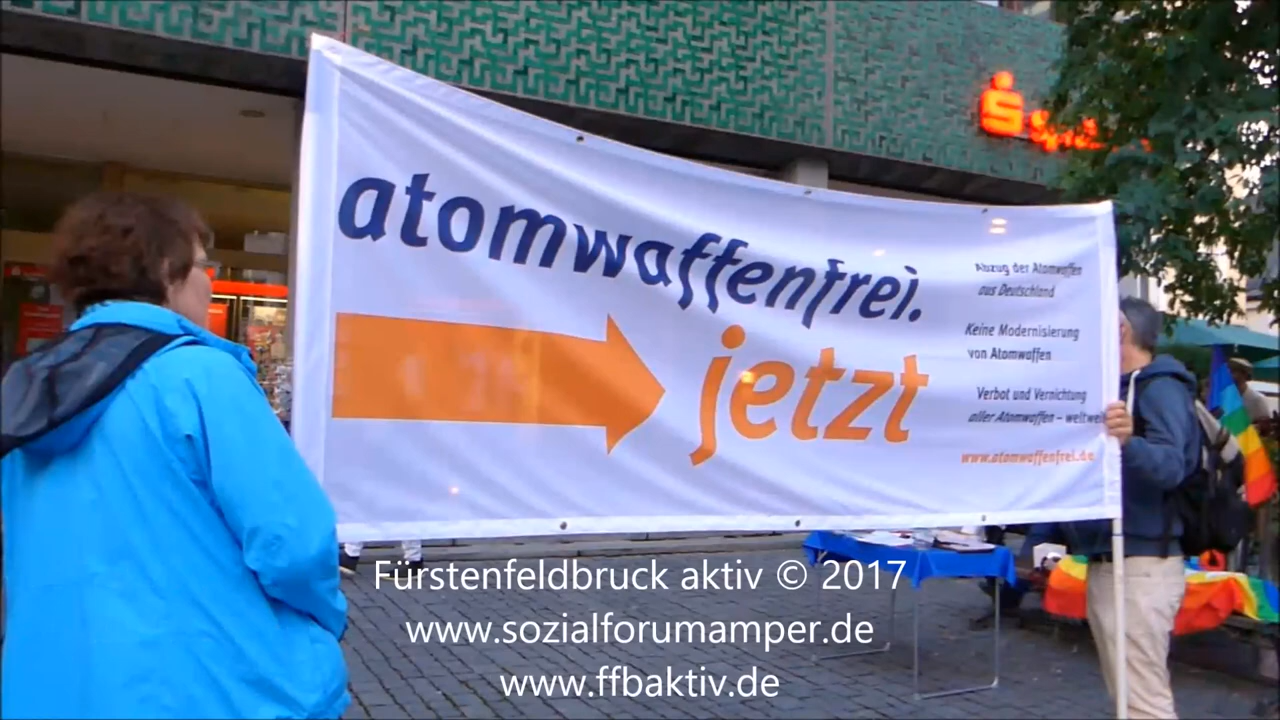 atomwaffenfrei.
jetzt
Abzug der Atomwaffen
aus Deutschland
Keine Modernisierung
von Atomwaffen
Verbot und Vernichtung
aller Atomwaffen – weltweit
www.atomwaffenfrei.de
Fürstenfeldbruck aktiv © 2017
www.sozialforumamper.de
www.ffbaktiv.de